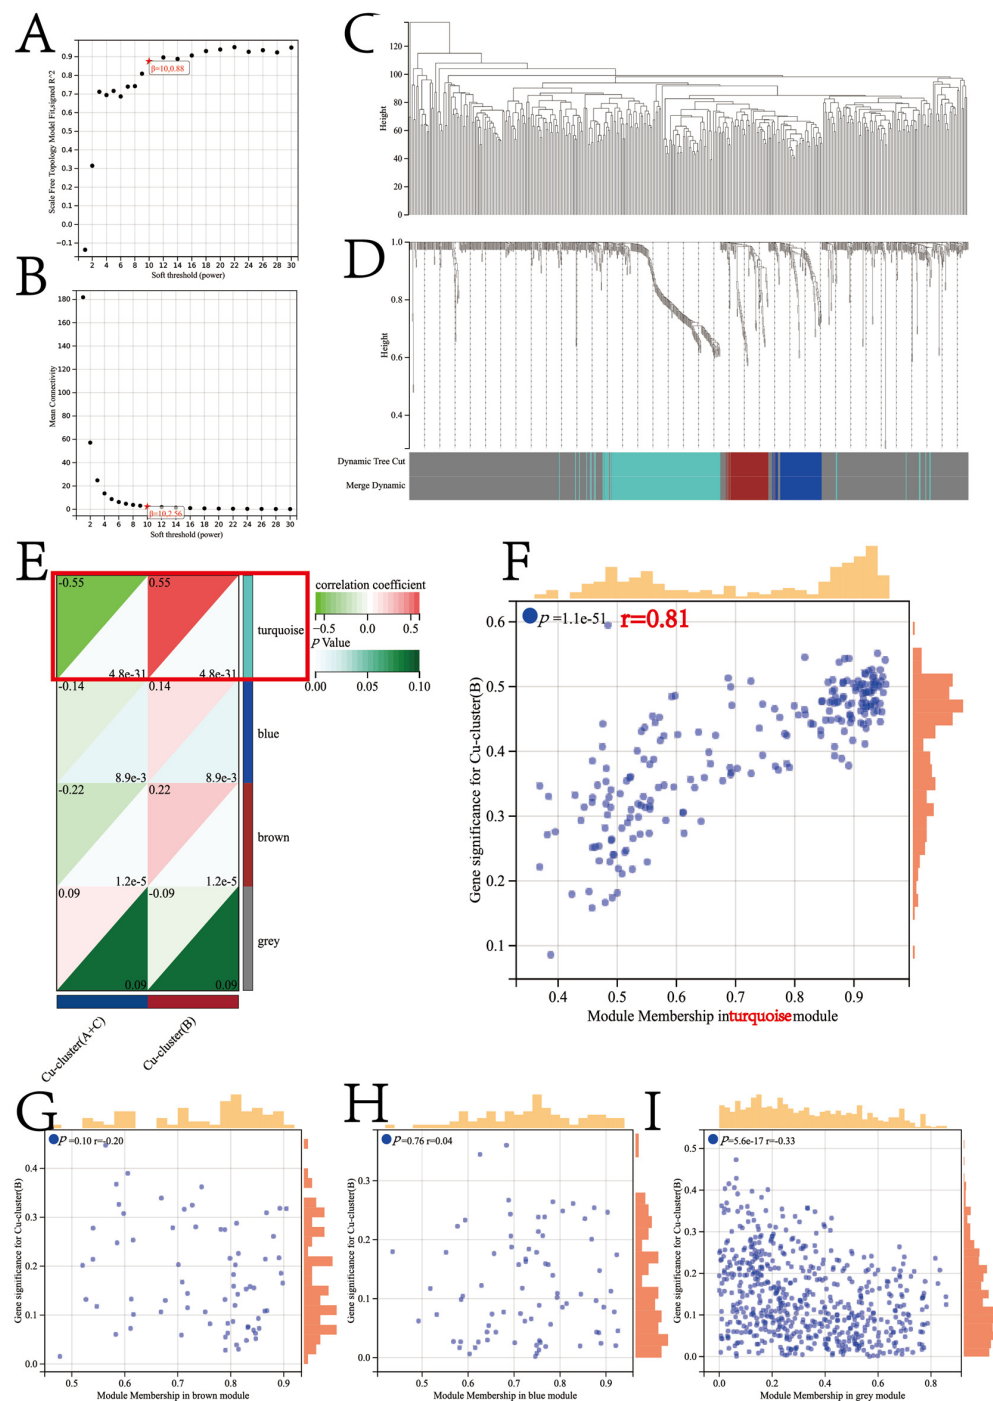 A
Scale Free Topology Model Fit,signed R^2
0.9
0.8
0.7
0.6
0.5
0.4
0.3
0.2
0.1
0.0
−0.1
β=10,0.88
2 4 6 8 10 12 14 16 18 20 22 24 26 28 30
Soft threshold (power)
B
Mean Connectivity
180
160
140
120
100
80
60
40
20
0
β=10,2.56
2 4 6 8 10 12 14 16 18 20 22 24 26 28 30
Soft threshold (power)
C
Height
120
100
80
60
40
20
0
D
Height
1.0
0.8
0.6
0.4
Dynamic Tree Cut
Merge Dynamic
E
-0.55 0.55
4.8e-31 4.8e-31
turquoise
-0.14 0.14
8.9e-3 8.9e-3
blue
-0.22 0.22
1.2e-5 1.2e-5
brown
0.09 -0.09
0.09 0.09
grey
Cu-cluster(A+C)
Cu-cluster(B)
correlation coefficient
−0.5 0.0 0.5
P Value
0.00 0.05 0.10
F
p =1.1e-51 r=0.81
Gene significance for Cu-cluster(B)
0.6
0.5
0.4
0.3
0.2
0.1
0.4 0.5 0.6 0.7 0.8 0.9
Module Membership in turquoise module
G
P =0.10 r=-0.20
Gene significance for Cu-cluster(B)
0.4
0.3
0.2
0.1
0.0
0.5 0.6 0.7 0.8 0.9
Module Membership in brown module
H
P =0.76 r=0.04
Gene significance for Cu-cluster(B)
0.3
0.2
0.1
0.0
0.5 0.6 0.7 0.8 0.9
Module Membership in blue module
I
P =5.6e-17 r=-0.33
Gene significance for Cu-cluster(B)
0.5
0.4
0.3
0.2
0.1
0.0
0.0 0.2 0.4 0.6 0.8
Module Membership in grey module